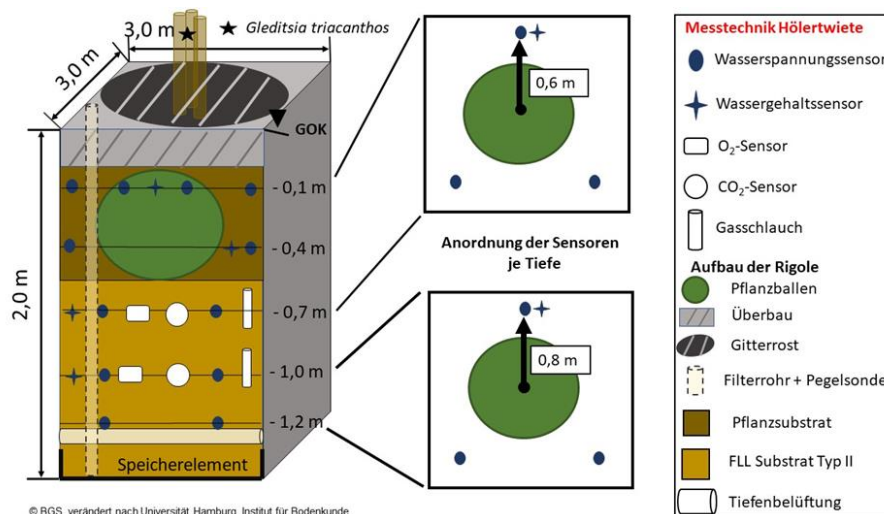 3,0 m
★ Gleditsia triacanthos
3,0 m
GOK
- 0,1 m
- 0,4 m
- 0,7 m
- 1,0 m
- 1,2 m
2,0 m
Speicherelement
© BGS, verändert nach Universität Hamburg, Institut für Bodenkunde
0,6 m
Anordnung der Sensoren
je Tiefe
0,8 m
Messtechnik Hölertwiete
Wasserspannungssensor
Wassergehaltssensor
O₂-Sensor
CO₂-Sensor
Gasschlauch
Aufbau der Rigole
Pflanzballen
Überbau
Gitterrost
Filterrohr + Pegelsonde
Pflanzsubstrat
FLL Substrat Typ II
Tiefenbelüftung